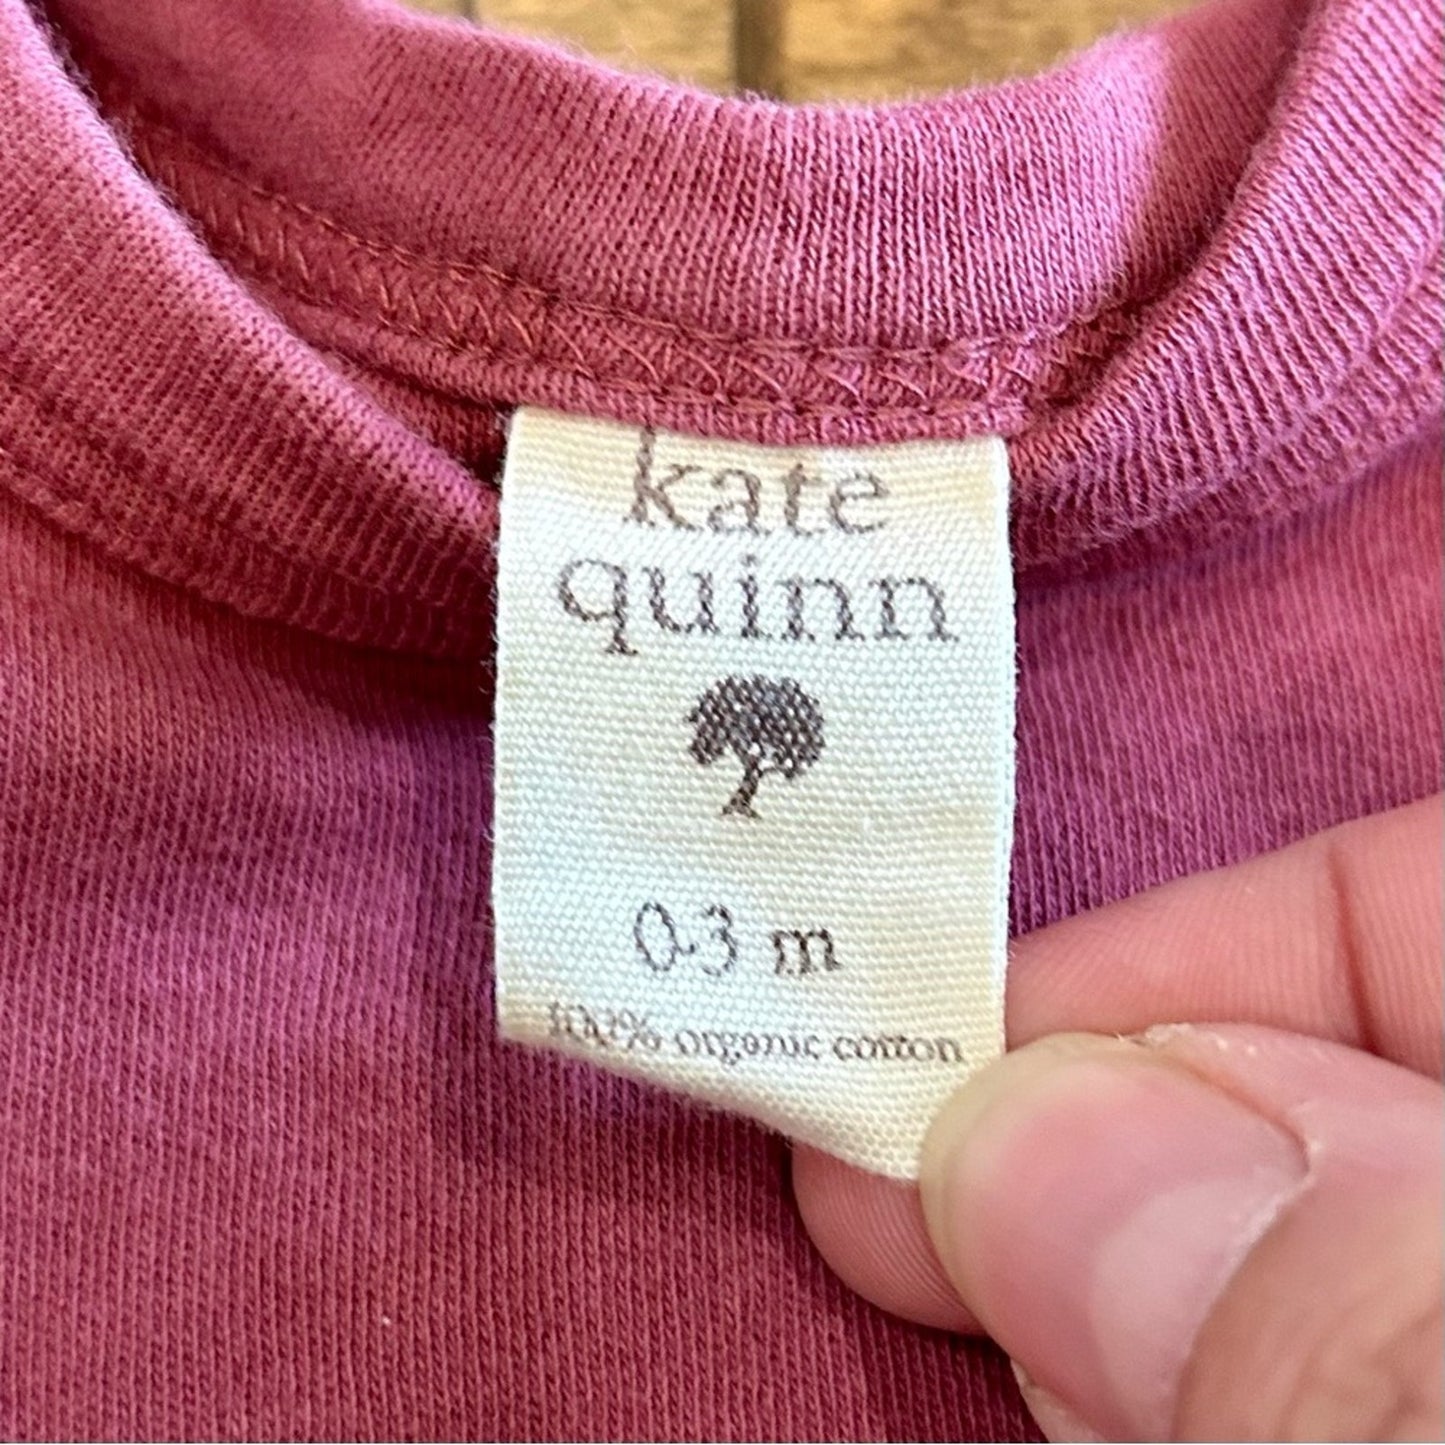 kate
quinn
0-3 m
100% organic cotton